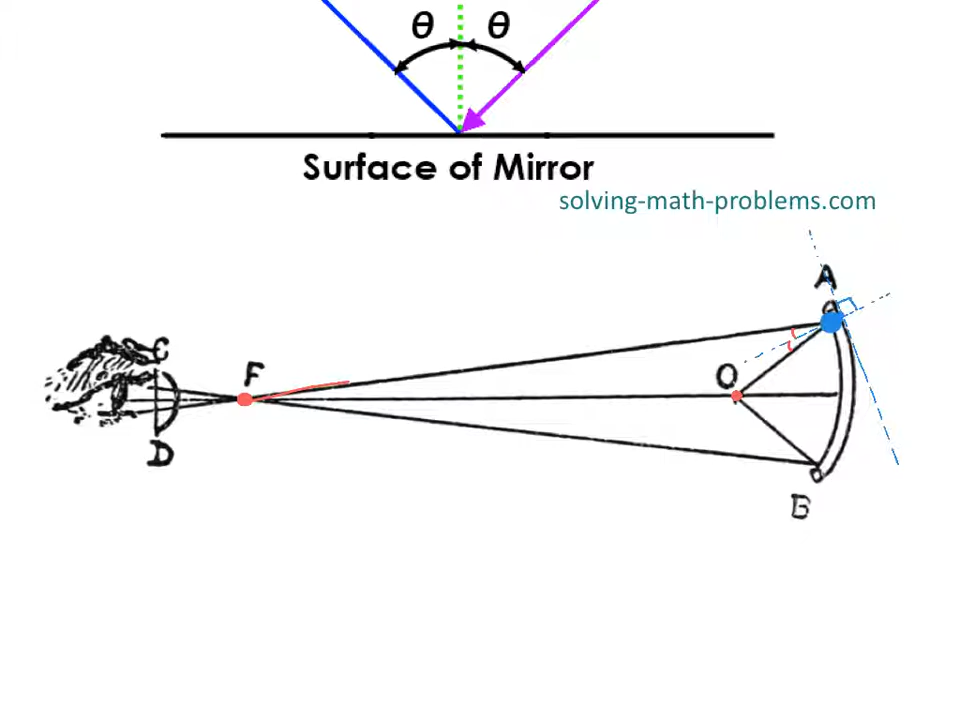 θ θ
Surface of Mirror
solving-math-problems.com
A
C
F
O
D
B